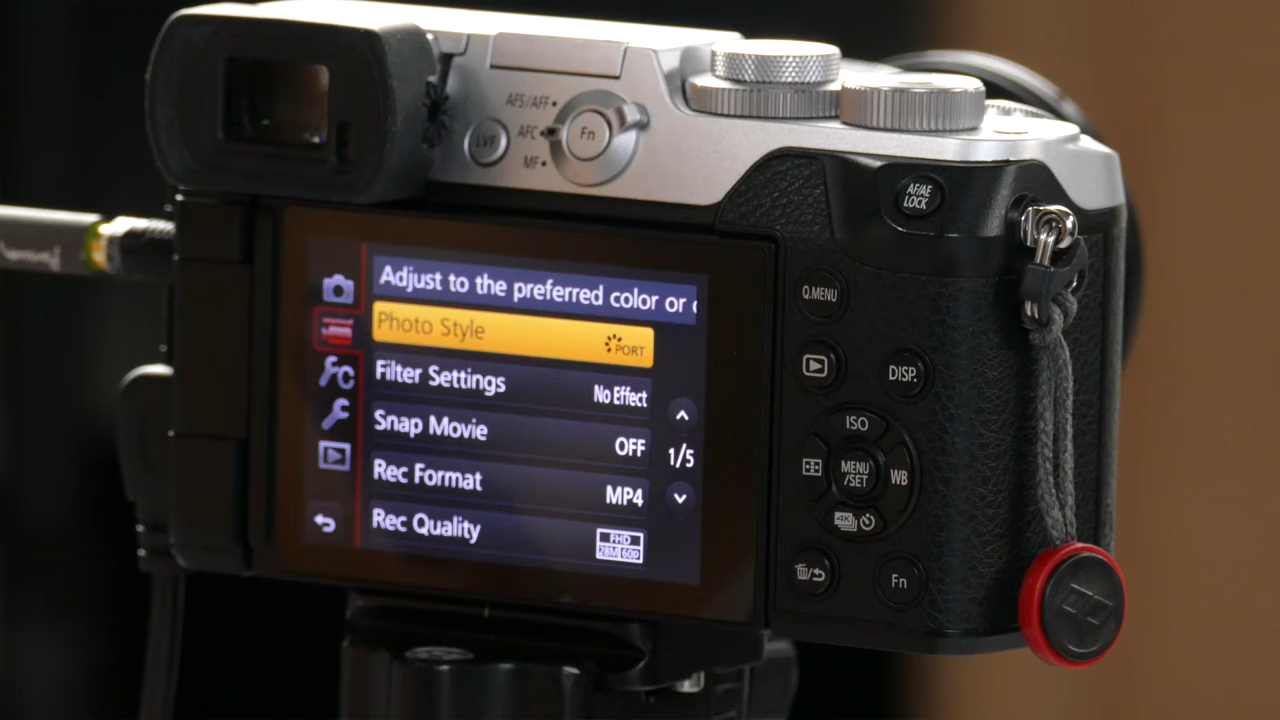 AFS/AFF•
AFC
MF•
LVF
Fn
AF/AE
LOCK
Q.MENU
DISP.
ISO
MENU
/SET
WB
4K
Fn
Adjust to the preferred color or
Photo Style PORT
Filter Settings No Effect
Snap Movie OFF
1/5
Rec Format MP4
Rec Quality FHD
28M 60p